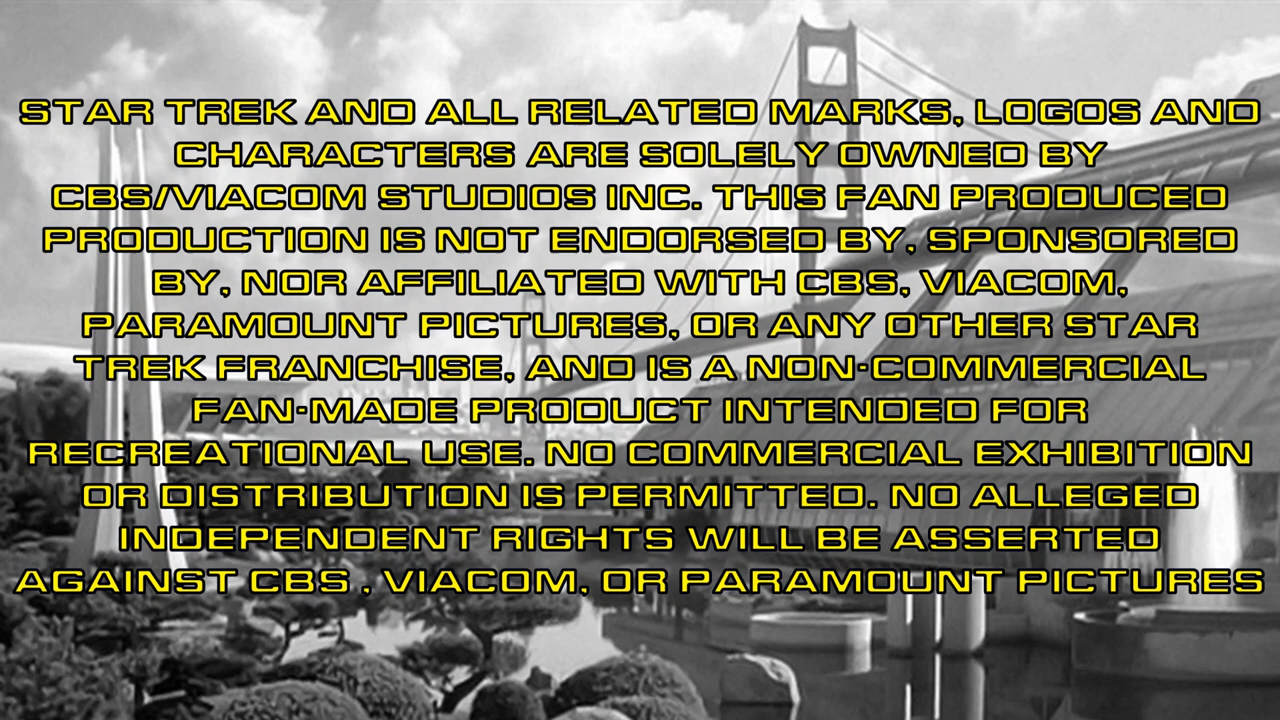 STAR TREK AND ALL RELATED MARKS, LOGOS AND
CHARACTERS ARE SOLELY OWNED BY
CBS/VIACOM STUDIOS INC. THIS FAN PRODUCED
PRODUCTION IS NOT ENDORSED BY, SPONSORED
BY, NOR AFFILIATED WITH CBS, VIACOM,
PARAMOUNT PICTURES, OR ANY OTHER STAR
TREK FRANCHISE, AND IS A NON-COMMERCIAL
FAN-MADE PRODUCT INTENDED FOR
RECREATIONAL USE. NO COMMERCIAL EXHIBITION
OR DISTRIBUTION IS PERMITTED. NO ALLEGED
INDEPENDENT RIGHTS WILL BE ASSERTED
AGAINST CBS , VIACOM, OR PARAMOUNT PICTURES